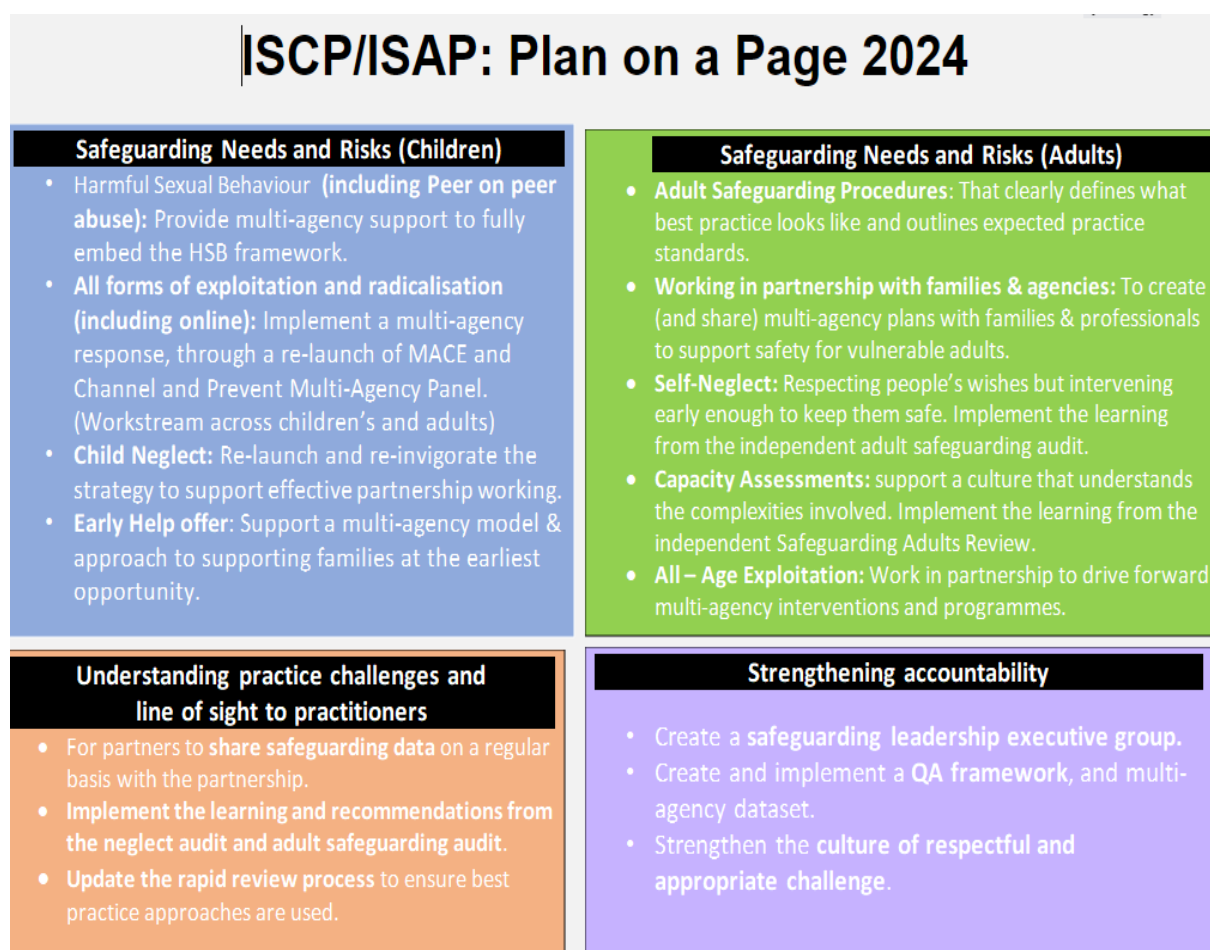 ISCP/ISAP: Plan on a Page 2024
Safeguarding Needs and Risks (Children)
• Harmful Sexual Behaviour (including Peer on peer
abuse): Provide multi-agency support to fully
embed the HSB framework.
• All forms of exploitation and radicalisation
(including online): Implement a multi-agency
response, through a re-launch of MACE and
Channel and Prevent Multi-Agency Panel.
(Workstream across children's and adults)
• Child Neglect: Re-launch and re-invigorate the
strategy to support effective partnership working.
• Early Help offer: Support a multi-agency model &
approach to supporting families at the earliest
opportunity.
Safeguarding Needs and Risks (Adults)
• Adult Safeguarding Procedures: That clearly defines what
best practice looks like and outlines expected practice
standards.
• Working in partnership with families & agencies: To create
(and share) multi-agency plans with families & professionals
to support safety for vulnerable adults.
• Self-Neglect: Respecting people's wishes but intervening
early enough to keep them safe. Implement the learning
from the independent adult safeguarding audit.
• Capacity Assessments: support a culture that understands
the complexities involved. Implement the learning from the
independent Safeguarding Adults Review.
• All – Age Exploitation: Work in partnership to drive forward
multi-agency interventions and programmes.
Understanding practice challenges and
line of sight to practitioners
• For partners to share safeguarding data on a regular
basis with the partnership.
• Implement the learning and recommendations from
the neglect audit and adult safeguarding audit.
• Update the rapid review process to ensure best
practice approaches are used.
Strengthening accountability
• Create a safeguarding leadership executive group.
• Create and implement a QA framework, and multi-
agency dataset.
• Strengthen the culture of respectful and
appropriate challenge.